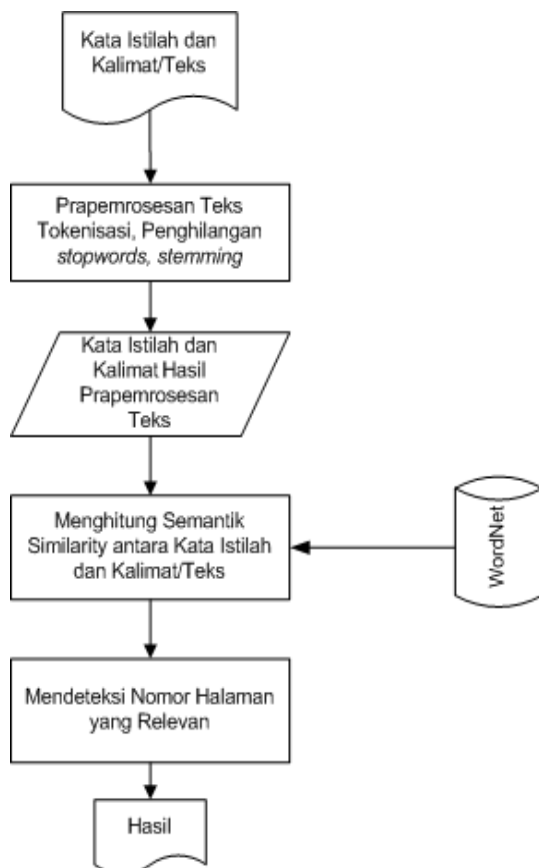 Kata Istilah dan
Kalimat/Teks
Prapemrosesan Teks
Tokenisasi, Penghilangan
stopwords, stemming
Kata Istilah dan
Kalimat Hasil
Prapemrosesan
Teks
Menghitung Semantik
Similarity antara Kata Istilah
dan Kalimat/Teks
WordNet
Mendeteksi Nomor Halaman
yang Relevan
Hasil